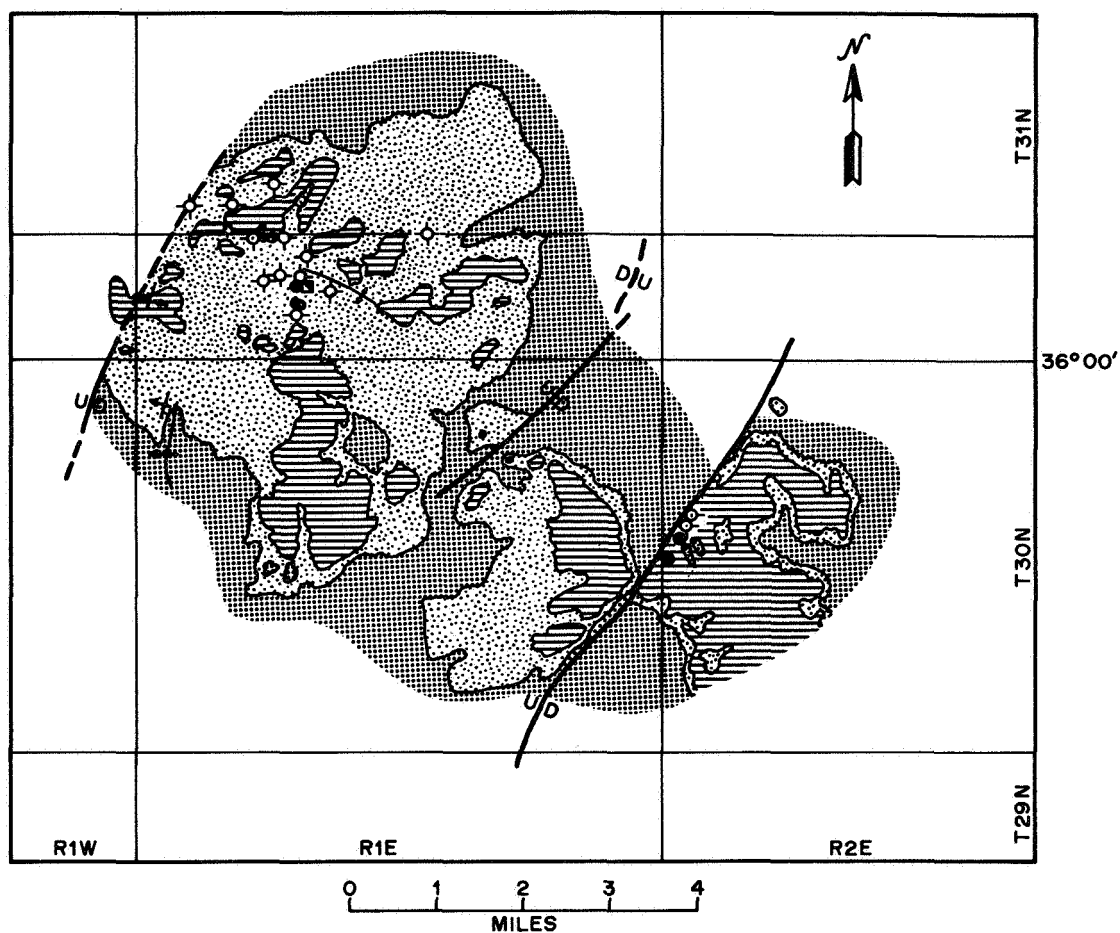 N
T31N
D U
36°00'
U D
U D
D
T30N
U D
T29N
R1W R1E R2E
0 1 2 3 4
MILES